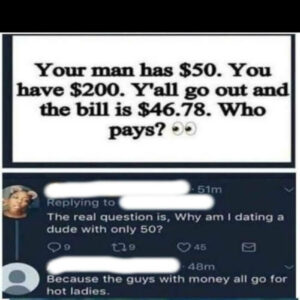 Your man has $50. You
have $200. Y'all go out and
the bill is $46.78. Who
pays? 👀
51m
Replying to
The real question is, Why am I dating a
dude with only 50?
9 9 45
48m
Because the guys with money all go for
hot ladies.